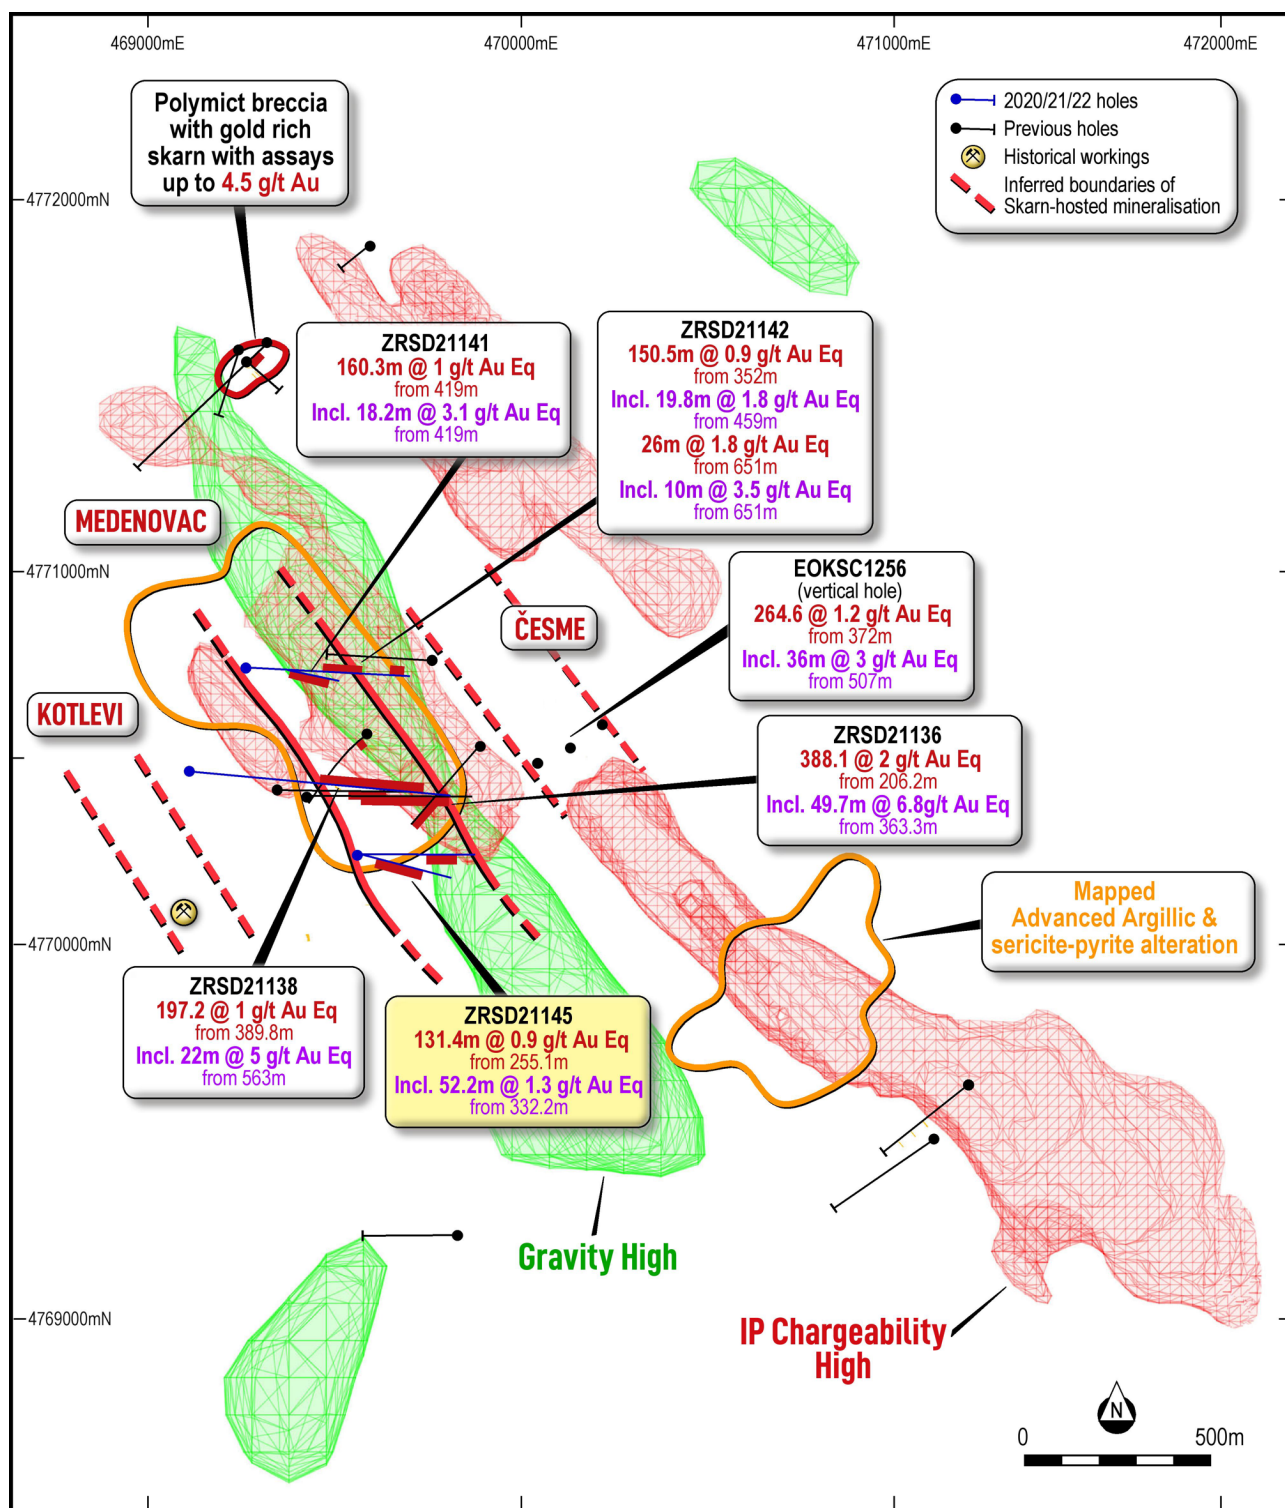 469000mE
470000mE
471000mE
472000mE
Polymict breccia
with gold rich
skarn with assays
up to 4.5 g/t Au
2020/21/22 holes
Previous holes
Historical workings
Inferred boundaries of
Skarn-hosted mineralisation
4772000mN
ZRSD21141
160.3m @ 1 g/t Au Eq
from 419m
Incl. 18.2m @ 3.1 g/t Au Eq
from 419m
ZRSD21142
150.5m @ 0.9 g/t Au Eq
from 352m
Incl. 19.8m @ 1.8 g/t Au Eq
from 459m
26m @ 1.8 g/t Au Eq
from 651m
Incl. 10m @ 3.5 g/t Au Eq
from 651m
MEDENOVAC
4771000mN
EOKSC1256
(vertical hole)
264.6 @ 1.2 g/t Au Eq
from 372m
Incl. 36m @ 3 g/t Au Eq
from 507m
ČESME
KOTLEVI
ZRSD21136
388.1 @ 2 g/t Au Eq
from 206.2m
Incl. 49.7m @ 6.8g/t Au Eq
from 363.3m
Mapped
Advanced Argillic &
sericite-pyrite alteration
4770000mN
ZRSD21138
197.2 @ 1 g/t Au Eq
from 389.8m
Incl. 22m @ 5 g/t Au Eq
from 563m
ZRSD21145
131.4m @ 0.9 g/t Au Eq
from 255.1m
Incl. 52.2m @ 1.3 g/t Au Eq
from 332.2m
Gravity High
4769000mN
IP Chargeability
High
N
0
500m